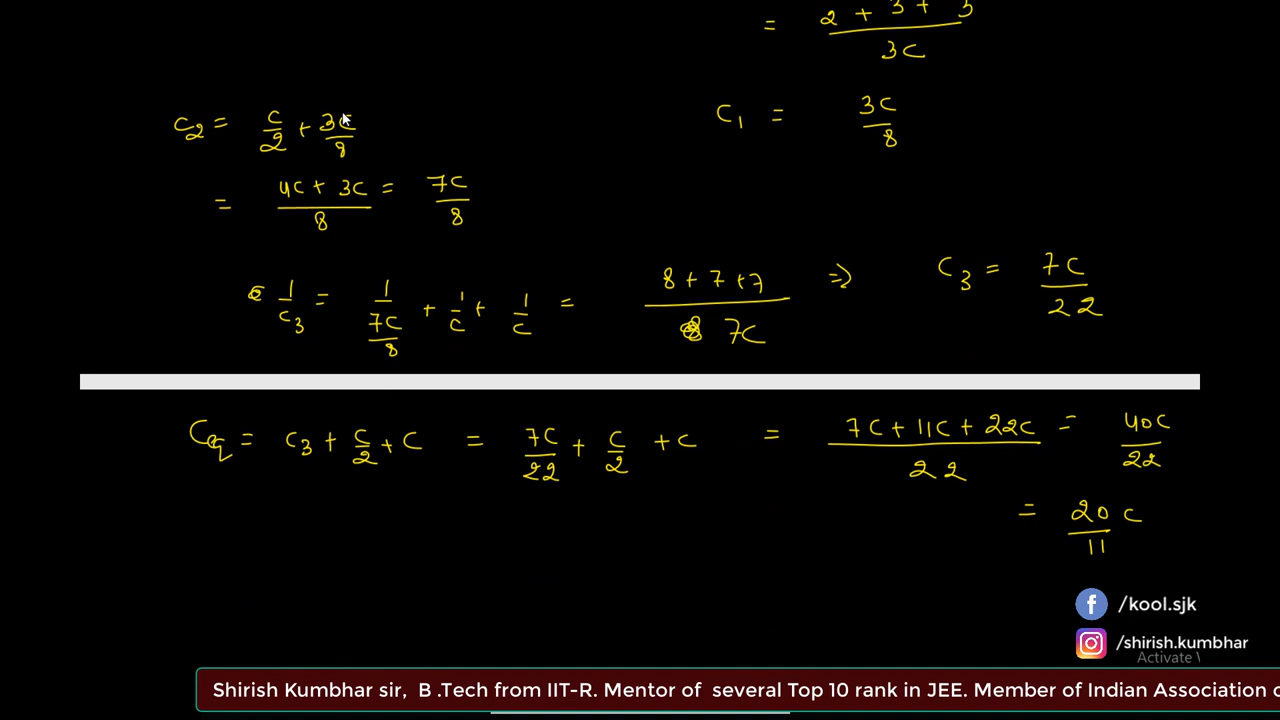 = (2 + 3 + 3)/(3C)
C₁ = 3C/8
C₂ = C/2 + 3C/8
= (4C + 3C)/8 = 7C/8
1/C₃ = 1/(7C/8) + 1/C + 1/C = (8 + 7 + 7)/(7C) ⇒ C₃ = 7C/22
Ceq = C₃ + C/2 + C = 7C/22 + C/2 + C = (7C + 11C + 22C)/22 = 40C/22
= 20C/11
/kool.sjk
/shirish.kumbhar
Activate
Shirish Kumbhar sir, B .Tech from IIT-R. Mentor of several Top 10 rank in JEE. Member of Indian Association